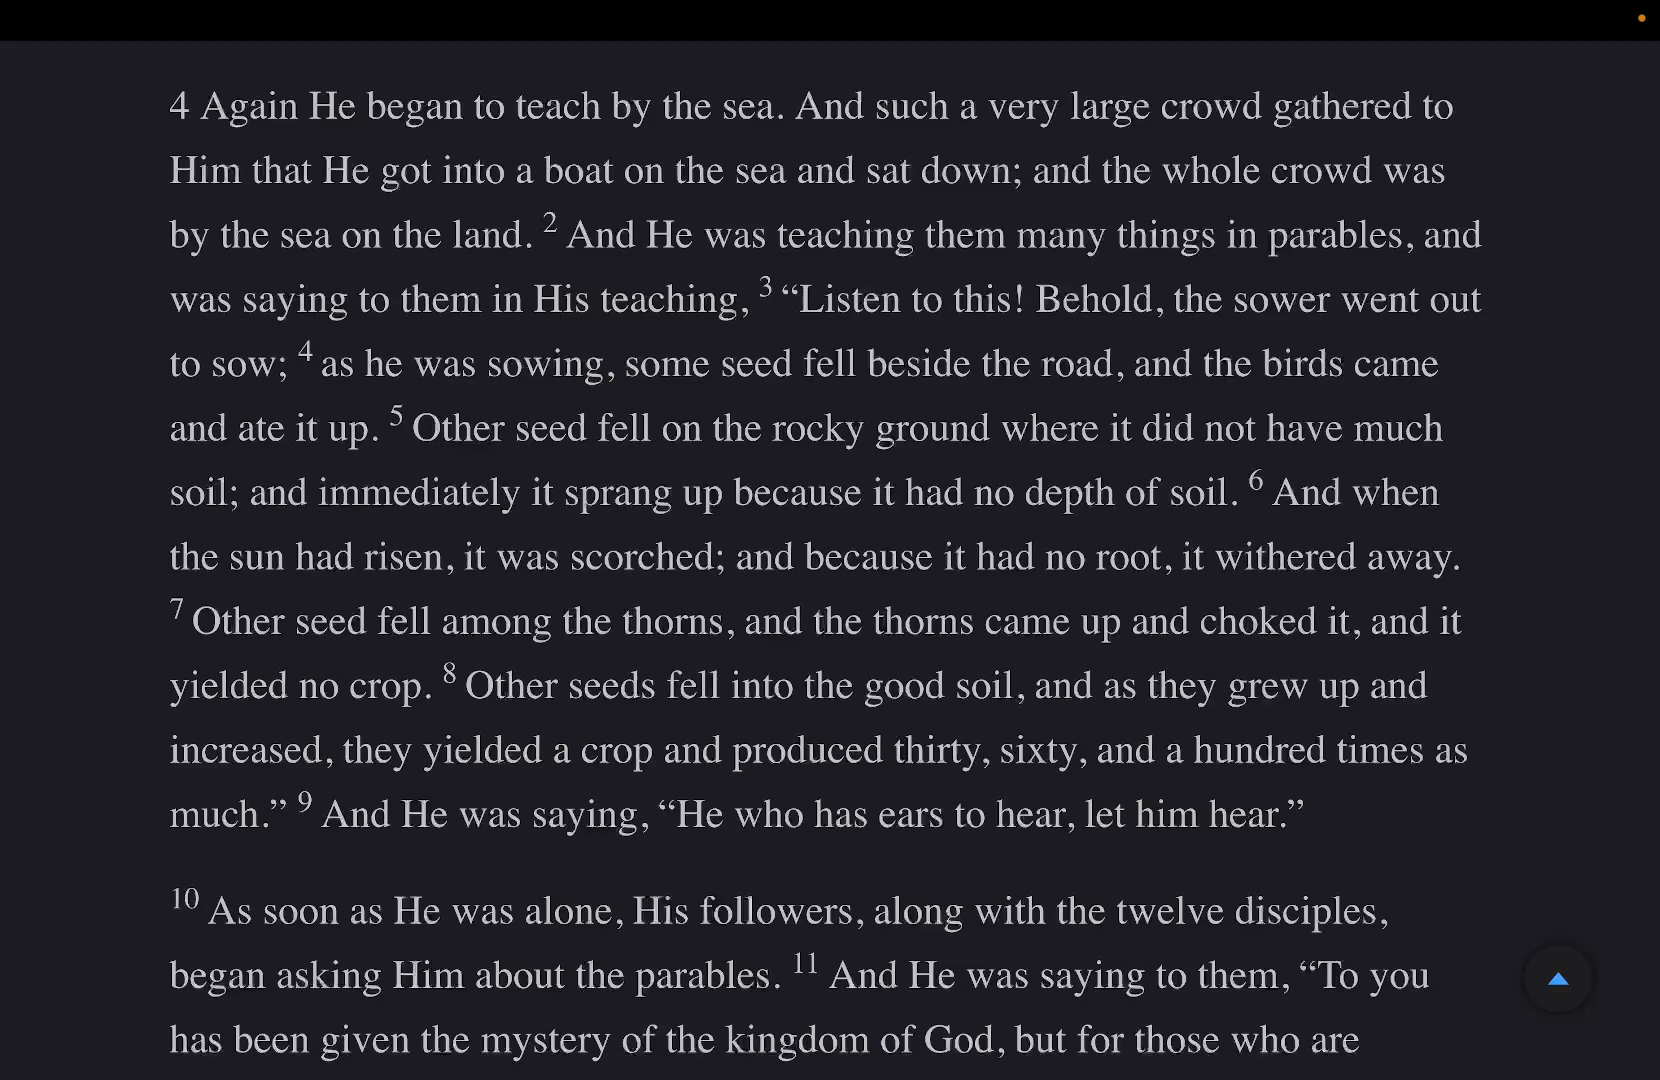 4 Again He began to teach by the sea. And such a very large crowd gathered to
Him that He got into a boat on the sea and sat down; and the whole crowd was
by the sea on the land. 2 And He was teaching them many things in parables, and
was saying to them in His teaching, 3 “Listen to this! Behold, the sower went out
to sow; 4 as he was sowing, some seed fell beside the road, and the birds came
and ate it up. 5 Other seed fell on the rocky ground where it did not have much
soil; and immediately it sprang up because it had no depth of soil. 6 And when
the sun had risen, it was scorched; and because it had no root, it withered away.
7 Other seed fell among the thorns, and the thorns came up and choked it, and it
yielded no crop. 8 Other seeds fell into the good soil, and as they grew up and
increased, they yielded a crop and produced thirty, sixty, and a hundred times as
much.” 9 And He was saying, “He who has ears to hear, let him hear.”
10 As soon as He was alone, His followers, along with the twelve disciples,
began asking Him about the parables. 11 And He was saying to them, “To you
has been given the mystery of the kingdom of God, but for those who are